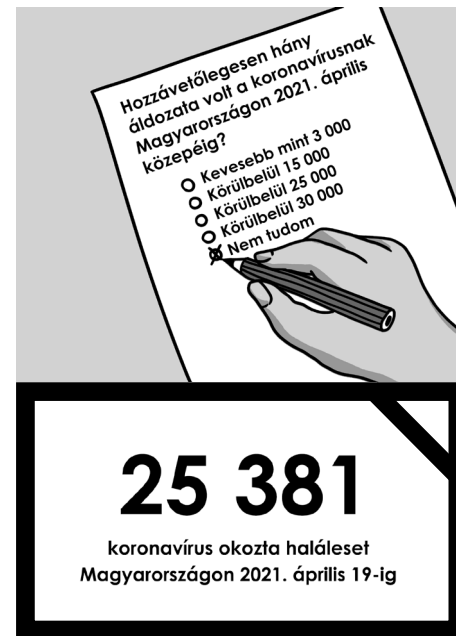 Hozzávetőlegesen hány
áldozata volt a koronavírusnak
Magyarországon 2021. április
közepéig?
Kevesebb mint 3 000
Körülbelül 15 000
Körülbelül 25 000
Körülbelül 30 000
Nem tudom
25 381
koronavírus okozta haláleset
Magyarországon 2021. április 19-ig